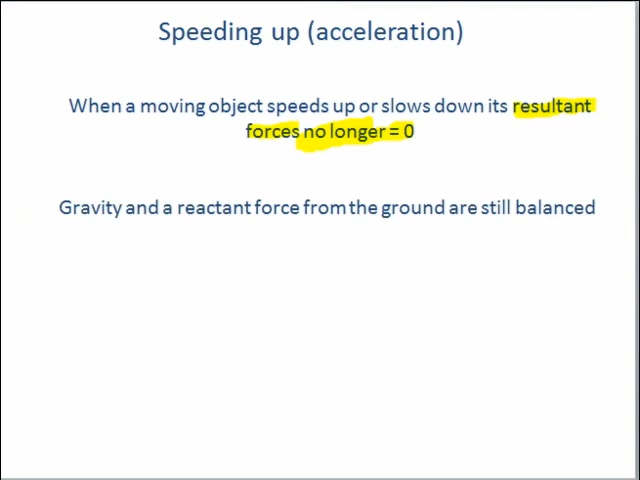 Speeding up (acceleration)
When a moving object speeds up or slows down its resultant
forces no longer = 0
Gravity and a reactant force from the ground are still balanced